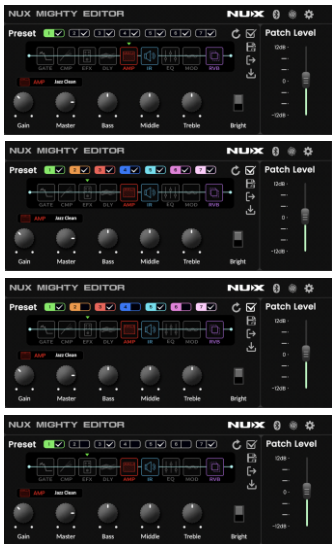 NUX MIGHTY EDITOR NUX
Preset 1 2 3 4 5 6 7 Patch Level
12dB
GATE CMP EFX DLY AMP IR EQ MOD RVB
0
AMP Jazz Clean
-12dB
Gain Master Bass Middle Treble Bright
NUX MIGHTY EDITOR NUX
Preset 1 2 3 4 5 6 7 Patch Level
12dB
GATE CMP EFX DLY AMP IR EQ MOD RVB
0
AMP Jazz Clean
-12dB
Gain Master Bass Middle Treble Bright
NUX MIGHTY EDITOR NUX
Preset 1 2 3 4 5 6 7 Patch Level
12dB
GATE CMP EFX DLY AMP IR EQ MOD RVB
0
AMP Jazz Clean
-12dB
Gain Master Bass Middle Treble Bright
NUX MIGHTY EDITOR NUX
Preset 1 2 3 4 5 6 7 Patch Level
12dB
GATE CMP EFX DLY AMP IR EQ MOD RVB
0
AMP Jazz Clean
-12dB
Gain Master Bass Middle Treble Bright